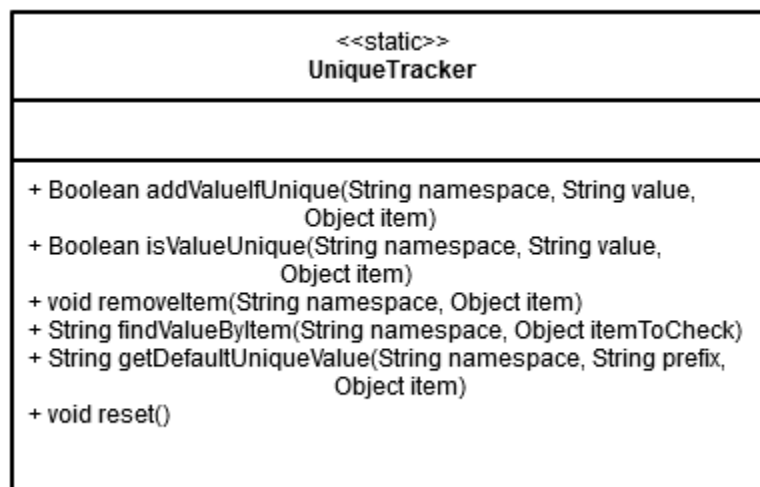 <<static>>
UniqueTracker
+ Boolean addValueIfUnique(String namespace, String value,
Object item)
+ Boolean isValueUnique(String namespace, String value,
Object item)
+ void removeItem(String namespace, Object item)
+ String findValueByItem(String namespace, Object itemToCheck)
+ String getDefaultUniqueValue(String namespace, String prefix,
Object item)
+ void reset()